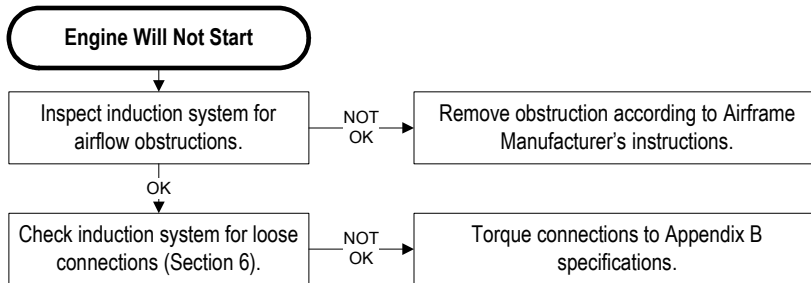 Engine Will Not Start
Inspect induction system for
airflow obstructions.
NOT
OK
Remove obstruction according to Airframe
Manufacturer's instructions.
OK
Check induction system for loose
connections (Section 6).
NOT
OK
Torque connections to Appendix B
specifications.